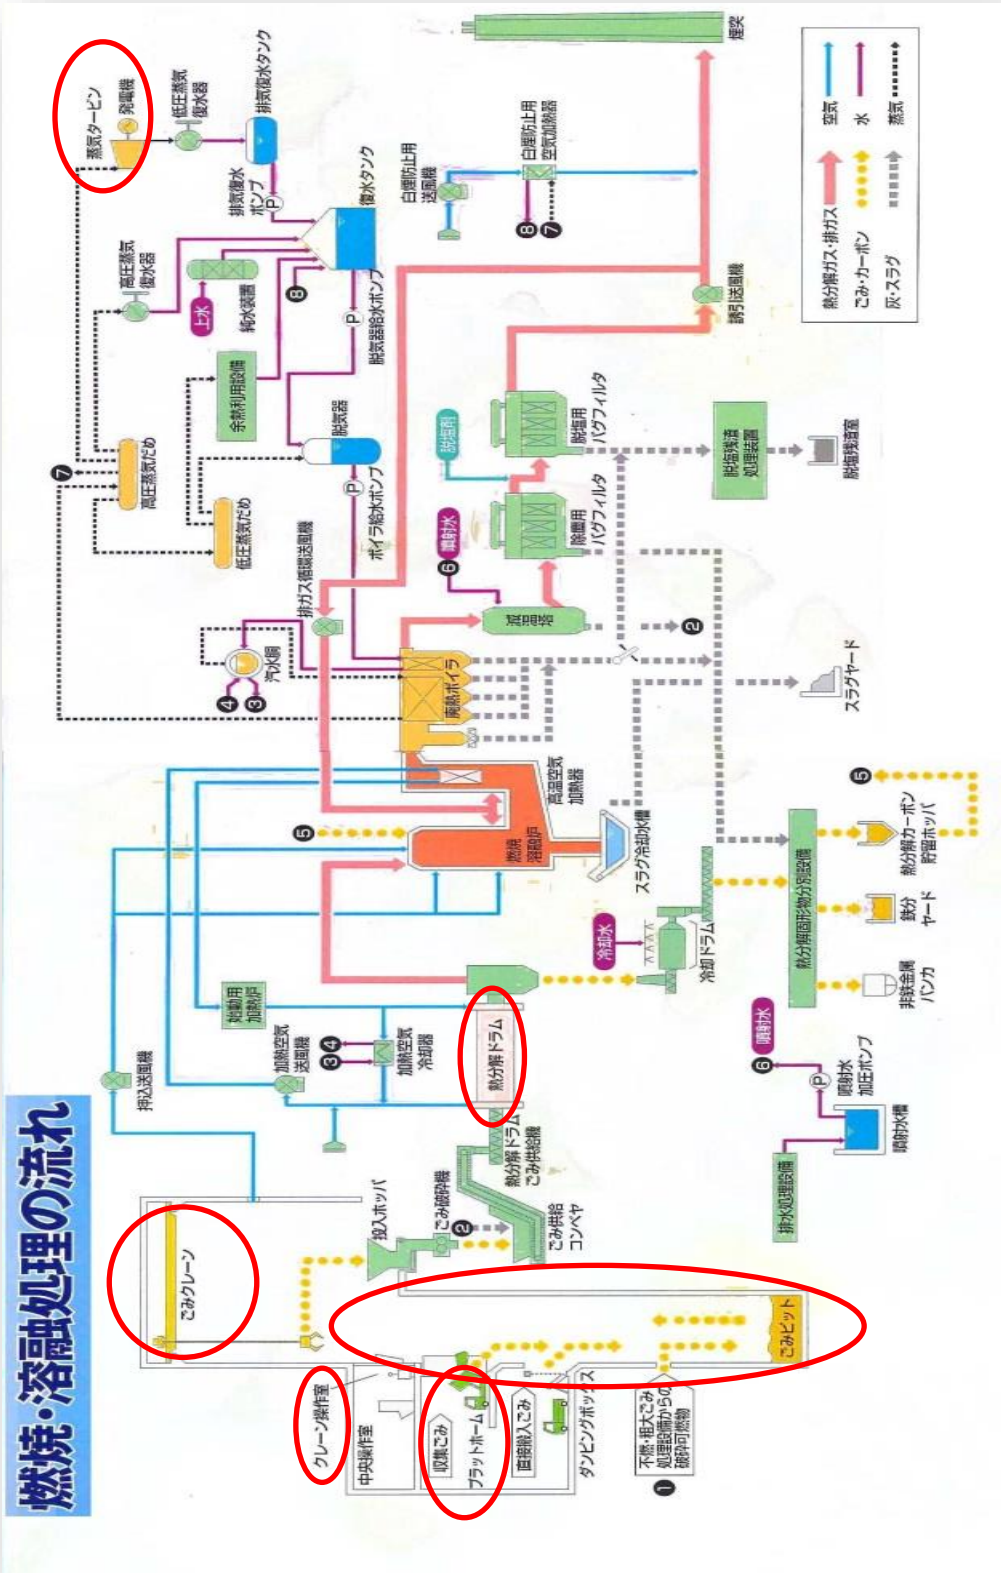 燃焼・溶融処理の流れ
ごみクレーン
クレーン操作室
中央操作室
収集ごみ
プラットホーム
直接搬入ごみ
ダンピングボックス
❶
不燃・粗大ごみ
処理設備からの
破砕可燃物
ごみピット
投入ホッパ
ごみ破砕機
❷
ごみ供給
コンベヤ
熱分解ドラム
ごみ供給機
熱分解ドラム
押込送風機
加熱空気
送風機
始動用
加熱炉
❸❹
加熱空気
冷却器
排水処理設備
噴射水槽
噴射水
加圧ポンプ
P
❻
噴射水
冷却水
冷却ドラム
熱分解固形物分別設備
非鉄金属
バンカ
鉄分
ヤード
熱分解カーボン
貯留ホッパ
❺
❺
燃焼
溶融炉
スラグ冷却水槽
高温空気
加熱器
スラグヤード
廃熱ボイラ
汽水胴
❹
❸
排ガス循環送風機
減温塔
❷
❻
噴射水
除塵用
バグフィルタ
脱塩剤
脱塩用
バグフィルタ
脱塩残渣
処理装置
脱塩残渣室
誘引送風機
低圧蒸気だめ
高圧蒸気だめ
❼
余熱利用設備
ボイラ給水ポンプ
P
脱気器
脱気器給水ポンプ
P
高圧蒸気
復水器
上水
純水装置
❽
復水タンク
排気復水
ポンプ
P
排気復水タンク
低圧蒸気
復水器
蒸気タービン
発電機
白煙防止用
送風機
白煙防止用
空気加熱器
❽
❼
煙突
熱分解ガス・排ガス
空気
ごみ・カーボン
水
灰・スラグ
蒸気